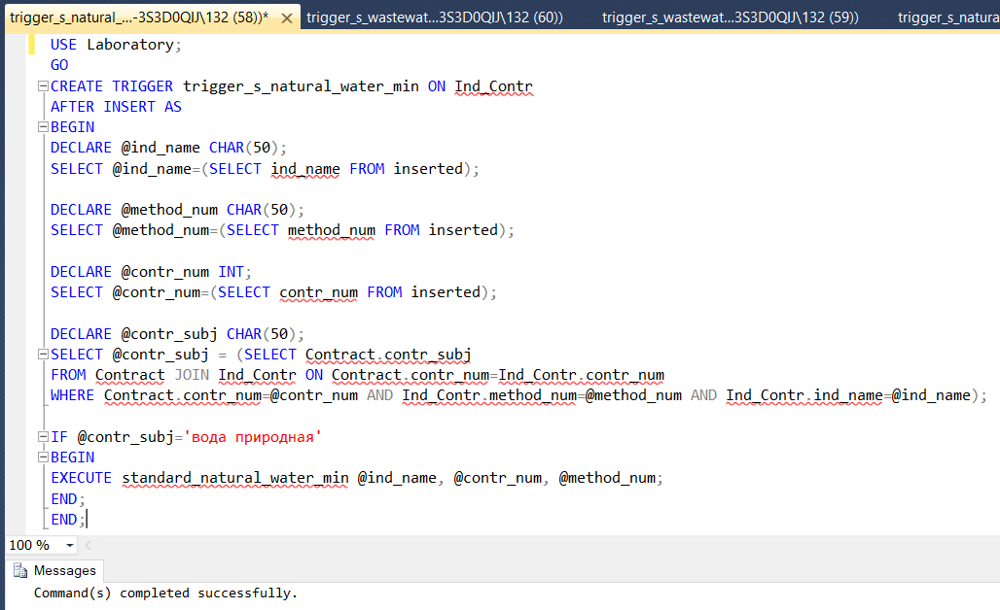 trigger_s_natural_...-3S3D0QIJ\132 (58))* trigger_s_wastewat...3S3D0QIJ\132 (60)) trigger_s_wastewat...3S3D0QIJ\132 (59)) trigger_s_natura
USE Laboratory;
GO
CREATE TRIGGER trigger_s_natural_water_min ON Ind_Contr
AFTER INSERT AS
BEGIN
DECLARE @ind_name CHAR(50);
SELECT @ind_name=(SELECT ind_name FROM inserted);
DECLARE @method_num CHAR(50);
SELECT @method_num=(SELECT method_num FROM inserted);
DECLARE @contr_num INT;
SELECT @contr_num=(SELECT contr_num FROM inserted);
DECLARE @contr_subj CHAR(50);
SELECT @contr_subj = (SELECT Contract.contr_subj
FROM Contract JOIN Ind_Contr ON Contract.contr_num=Ind_Contr.contr_num
WHERE Contract.contr_num=@contr_num AND Ind_Contr.method_num=@method_num AND Ind_Contr.ind_name=@ind_name);
IF @contr_subj='вода природная'
BEGIN
EXECUTE standard_natural_water_min @ind_name, @contr_num, @method_num;
END;
END;
100 %
Messages
Command(s) completed successfully.